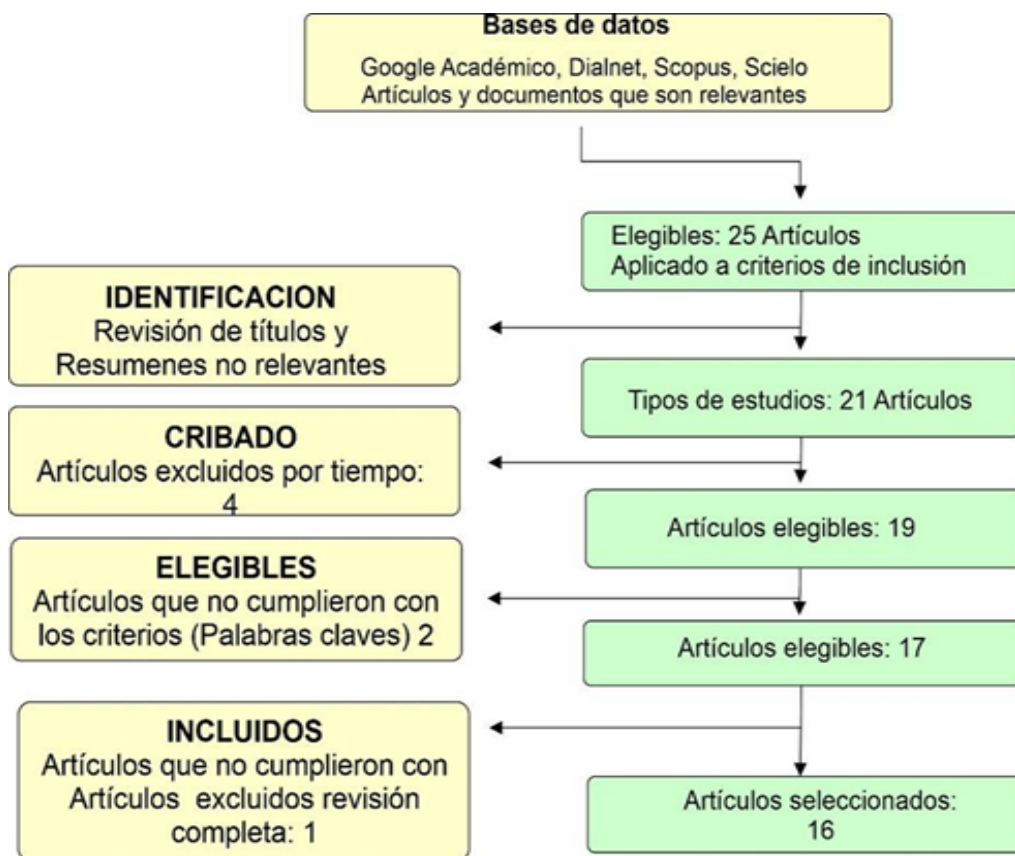 Bases de datos
Google Académico, Dialnet, Scopus, Scielo
Artículos y documentos que son relevantes
Elegibles: 25 Artículos
Aplicado a criterios de inclusión
IDENTIFICACION
Revisión de títulos y
Resumenes no relevantes
Tipos de estudios: 21 Artículos
CRIBADO
Artículos excluidos por tiempo:
4
Artículos elegibles: 19
ELEGIBLES
Artículos que no cumplieron con
los criterios (Palabras claves) 2
Artículos elegibles: 17
INCLUIDOS
Artículos que no cumplieron con
Artículos excluidos revisión
completa: 1
Artículos seleccionados:
16